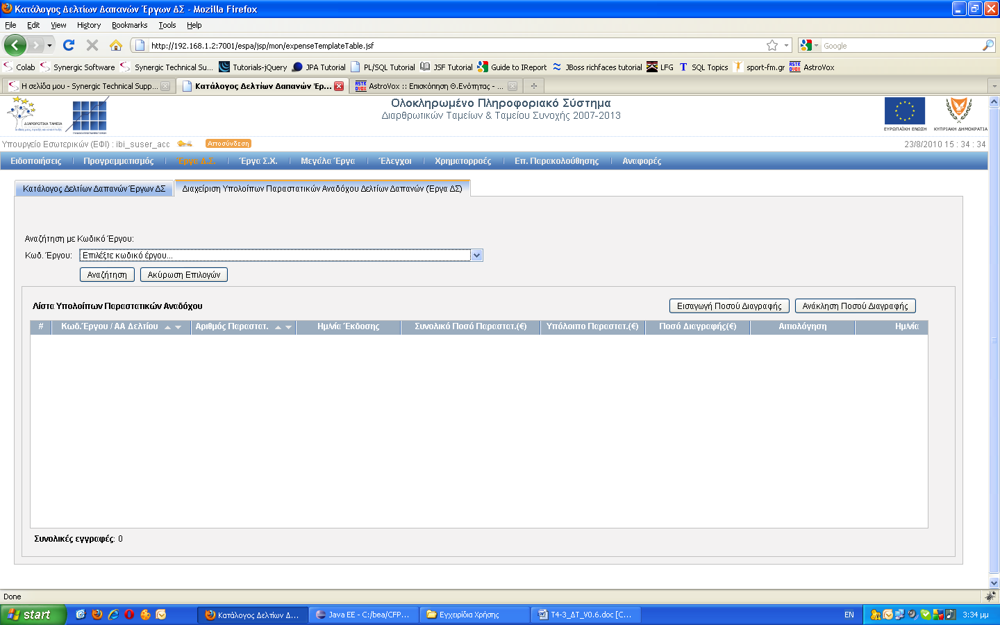 Κατάλογος Δελτίων Δαπανών Έργων ΔΣ - Mozilla Firefox
File Edit View History Bookmarks Tools Help
http://192.168.1.2:7001/espa/jsp/mon/expenseTemplateTable.jsf Google
Colab Synergic Software Synergic Technical Su... Tutorials-jQuery JPA Tutorial PL/SQL Tutorial JSF Tutorial Guide to IReport JBoss richfaces tutorial LFG SQL Topics sport-fm.gr AstroVox
Η σελίδα μου - Synergic Technical Supp... Κατάλογος Δελτίων Δαπανών Έρ... AstroVox :: Επισκόπηση Θ.Ενότητας - ...
Ολοκληρωμένο Πληροφοριακό Σύστημα
Διαρθρωτικών Ταμείων & Ταμείου Συνοχής 2007-2013
ΔΙΑΡΘΡΩΤΙΚΑ ΤΑΜΕΙΑ
ΕΥΡΩΠΑΪΚΗ ΕΝΩΣΗ ΚΥΠΡΙΑΚΗ ΔΗΜΟΚΡΑΤΙΑ
Υπουργείο Εσωτερικών (ΕΦΙ) : ibi_suser_acc Αποσύνδεση 23/8/2010 15 : 34 : 34
Ειδοποιήσεις Προγραμματισμός Έργα Δ.Σ. Έργα Σ.Χ. Μεγάλα Έργα Έλεγχοι Χρηματορροές Επ. Παρακολούθησης Αναφορές
Κατάλογος Δελτίων Δαπανών Έργων ΔΣ Διαχείριση Υπολοίπων Παραστατικών Αναδόχου Δελτίων Δαπανών (Έργα ΔΣ)
Αναζήτηση με Κωδικό Έργου:
Κωδ. Έργου: Επιλέξτε κωδικό έργου...
Αναζήτηση Ακύρωση Επιλογών
Λίστα Υπολοίπων Παραστατικών Αναδόχου Εισαγωγή Ποσού Διαγραφής Ανάκληση Ποσού Διαγραφής
# Κωδ.Έργου / ΑΑ Δελτίου Αριθμός Παραστατ. Ημ/νία Έκδοσης Συνολικό Ποσό Παραστατ.(€) Υπόλοιπο Παραστατ.(€) Ποσό Διαγραφής(€) Αιτιολόγηση Ημ/νία
Συνολικές εγγραφές: 0
Done
start Κατάλογος Δελτίων Δ... Java EE - C:/bea/CFP... Εγχειρίδια Χρήσης T4-3_ΔΤ_V0.6.doc [C... EN 3:34 μμ